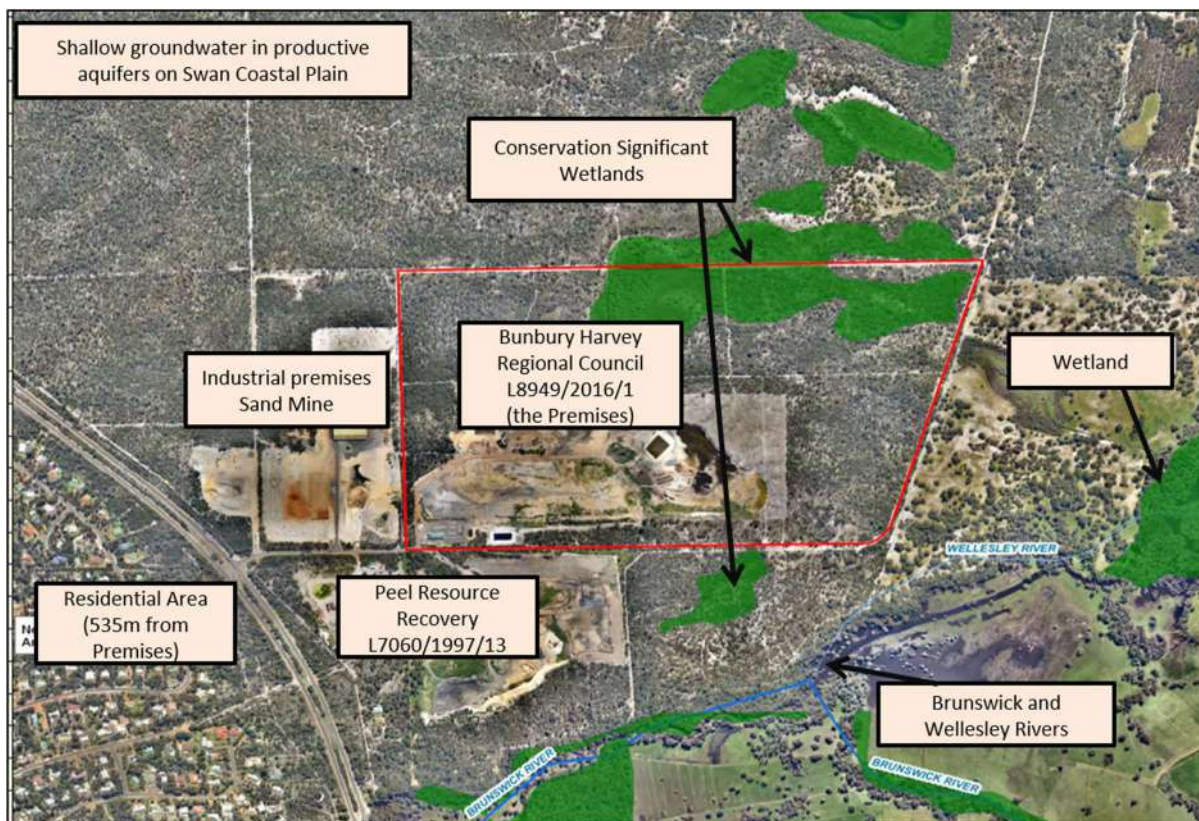 Shallow groundwater in productive
aquifers on Swan Coastal Plain
Conservation Significant
Wetlands
Bunbury Harvey
Regional Council
L8949/2016/1
(the Premises)
Industrial premises
Sand Mine
Wetland
WELLESLEY RIVER
Residential Area
(535m from
Premises)
Peel Resource
Recovery
L7060/1997/13
Brunswick and
Wellesley Rivers
BRUNSWICK RIVER
BRUNSWICK RIVER